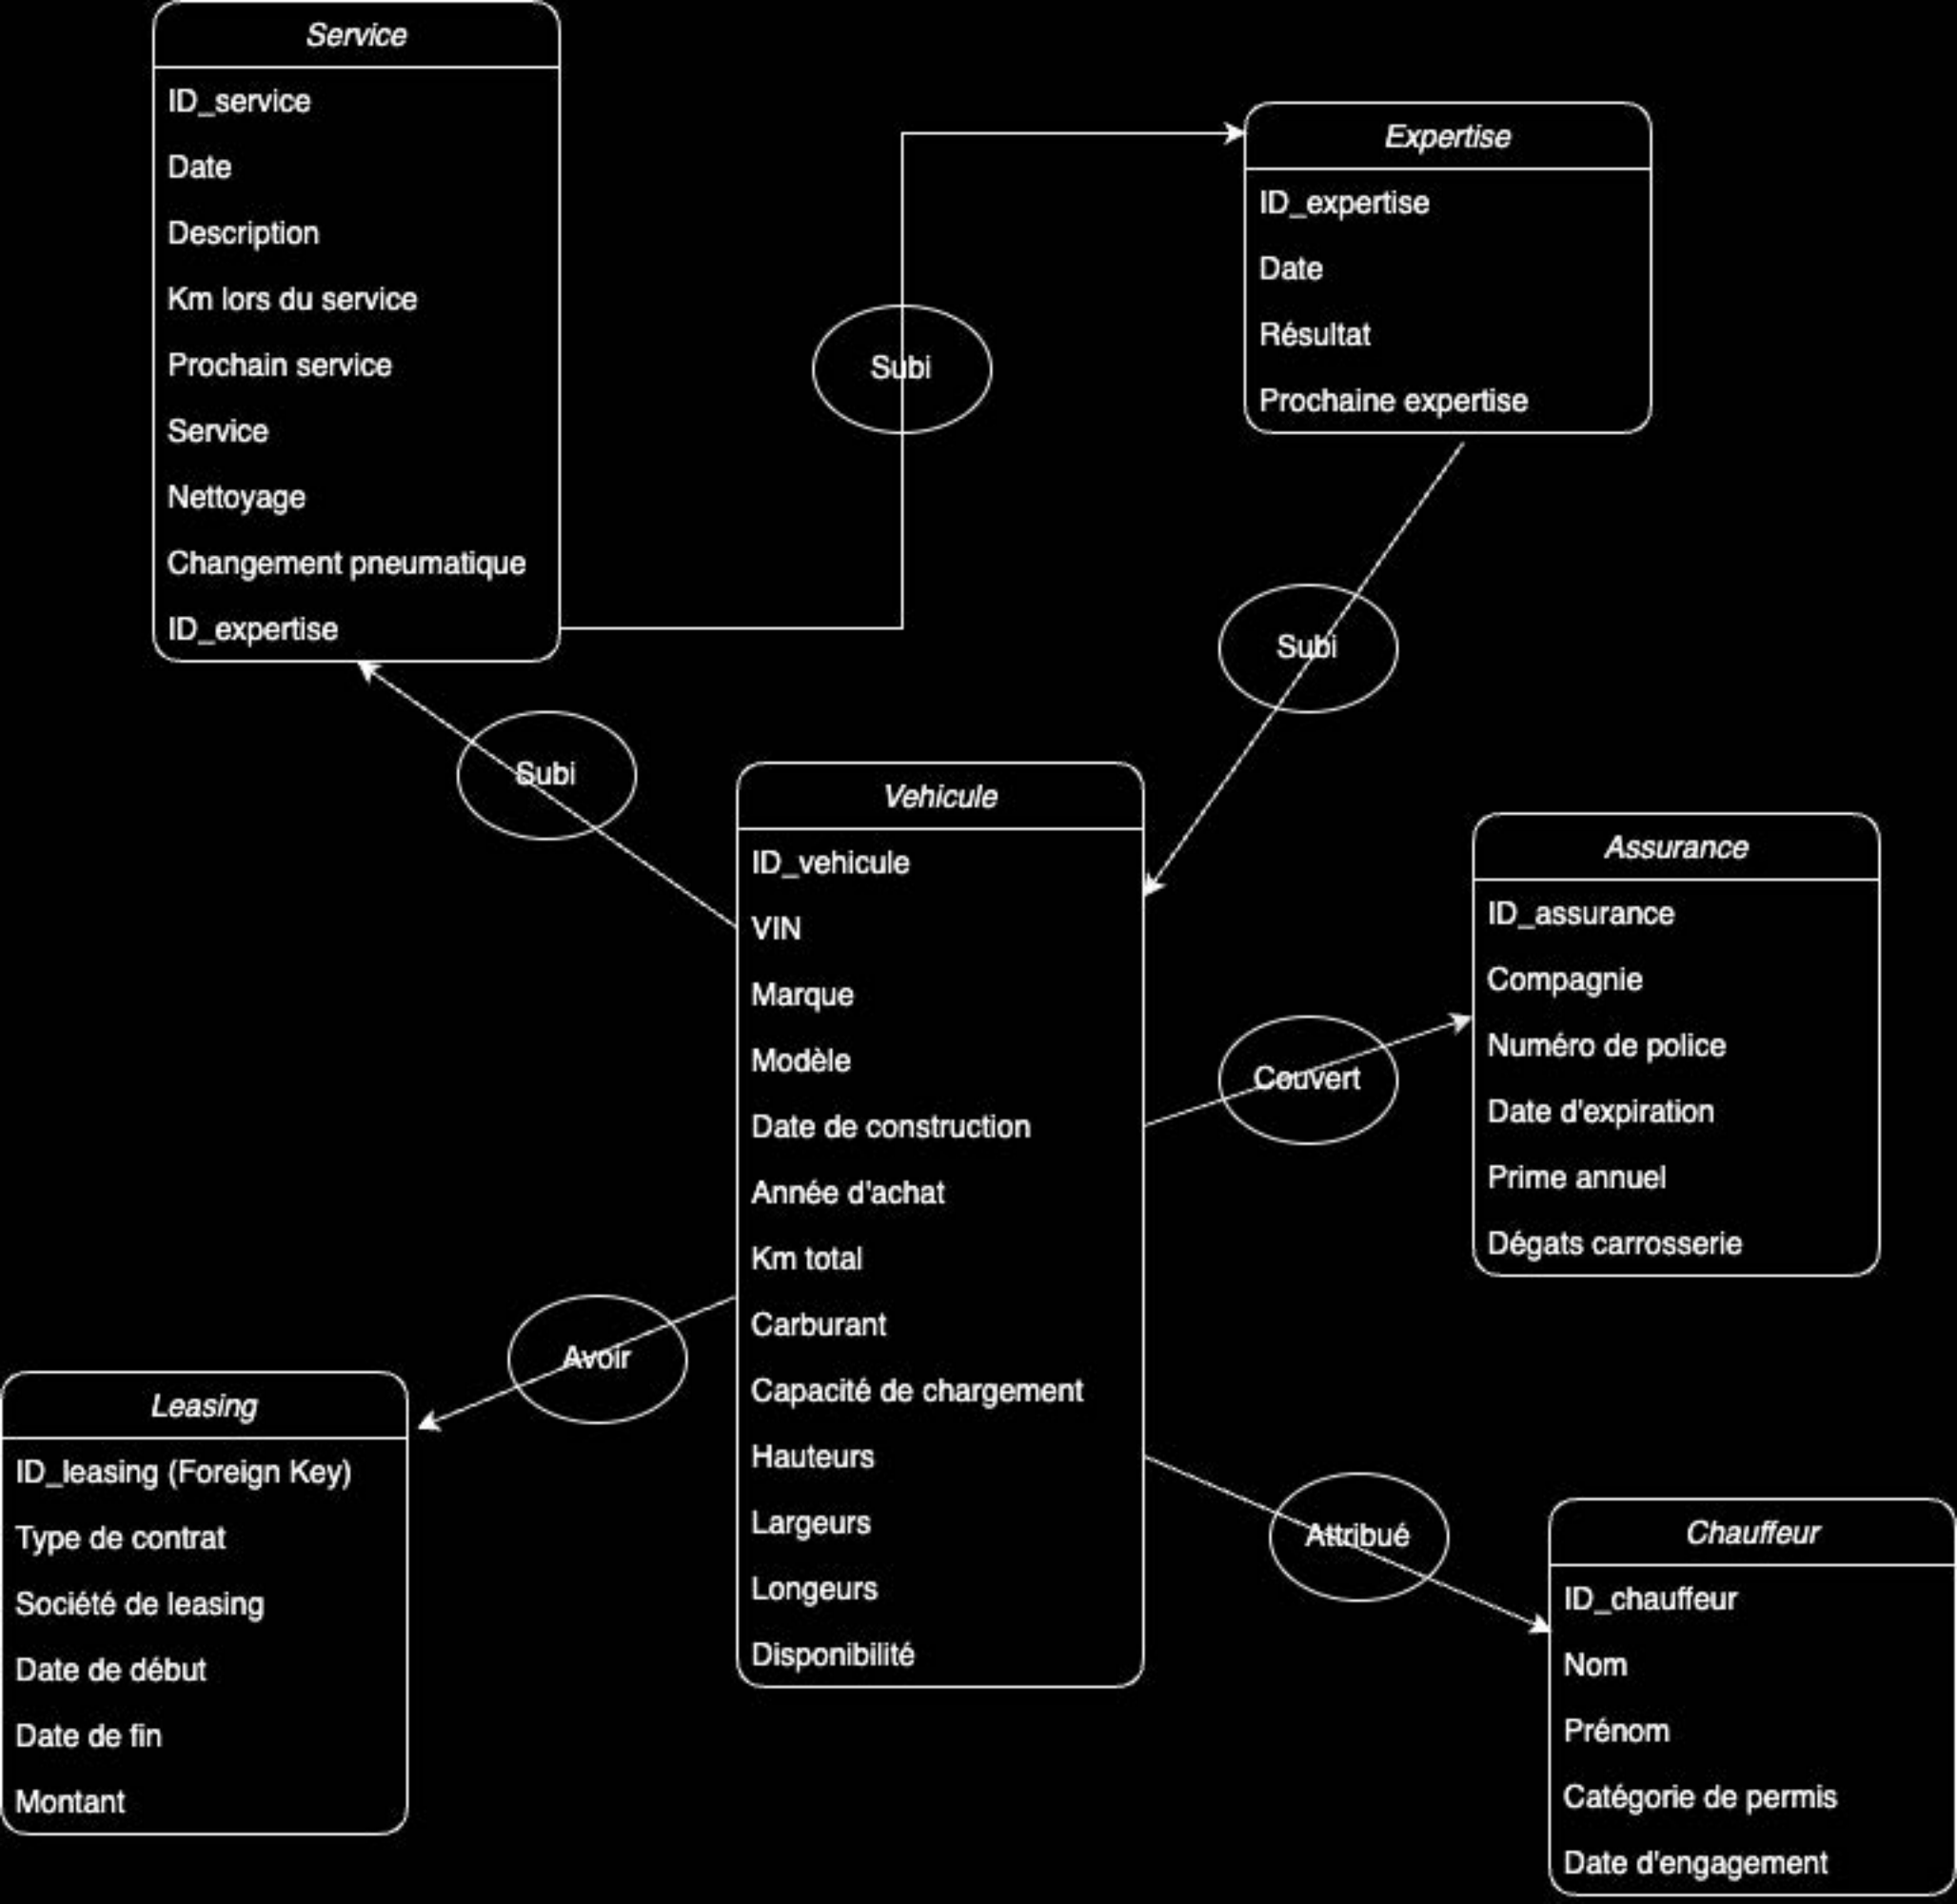 Service
ID_service
Date
Description
Km lors du service
Prochain service
Service
Nettoyage
Changement pneumatique
ID_expertise
Subi
Expertise
ID_expertise
Date
Résultat
Prochaine expertise
Subi
Subi
Vehicule
ID_vehicule
VIN
Marque
Modèle
Date de construction
Année d'achat
Km total
Carburant
Capacité de chargement
Hauteurs
Largeurs
Longeurs
Disponibilité
Couvert
Assurance
ID_assurance
Compagnie
Numéro de police
Date d'expiration
Prime annuel
Dégats carrosserie
Avoir
Leasing
ID_leasing (Foreign Key)
Type de contrat
Société de leasing
Date de début
Date de fin
Montant
Attribué
Chauffeur
ID_chauffeur
Nom
Prénom
Catégorie de permis
Date d'engagement